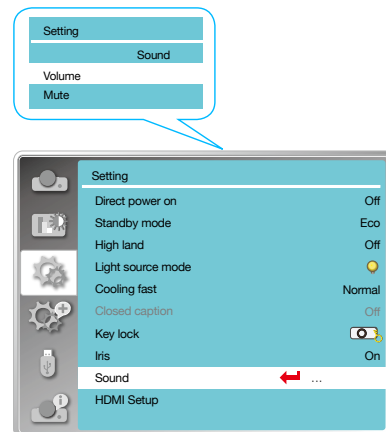 Setting
Sound
Volume
Mute
Setting
Direct power on Off
Standby mode Eco
High land Off
Light source mode
Cooling fast Normal
Closed caption Off
Key lock
Iris On
Sound ...
HDMI Setup